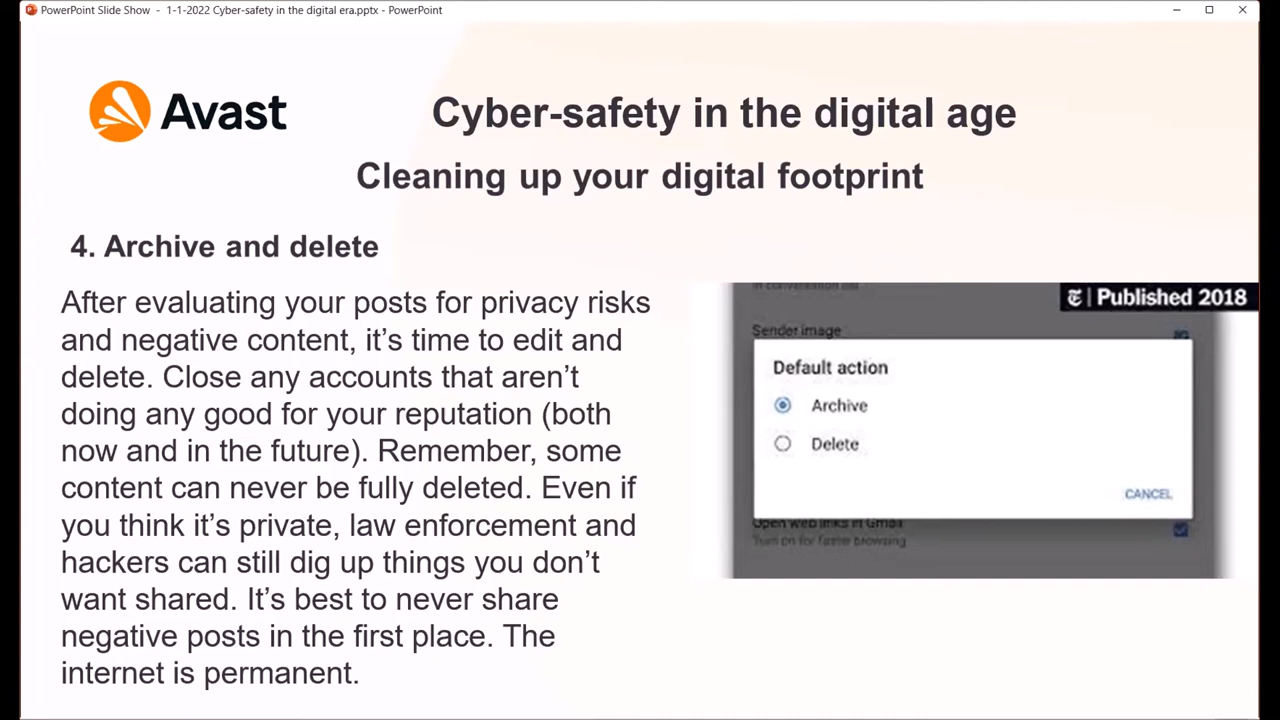 PowerPoint Slide Show - 1-1-2022 Cyber-safety in the digital era.pptx - PowerPoint
Avast
Cyber-safety in the digital age
Cleaning up your digital footprint
4. Archive and delete
After evaluating your posts for privacy risks
and negative content, it’s time to edit and
delete. Close any accounts that aren’t
doing any good for your reputation (both
now and in the future). Remember, some
content can never be fully deleted. Even if
you think it’s private, law enforcement and
hackers can still dig up things you don’t
want shared. It’s best to never share
negative posts in the first place. The
internet is permanent.
in conversation list
T | Published 2018
Sender image
Default action
Archive
Delete
CANCEL
Open web links in Gmail
Turn on for faster browsing